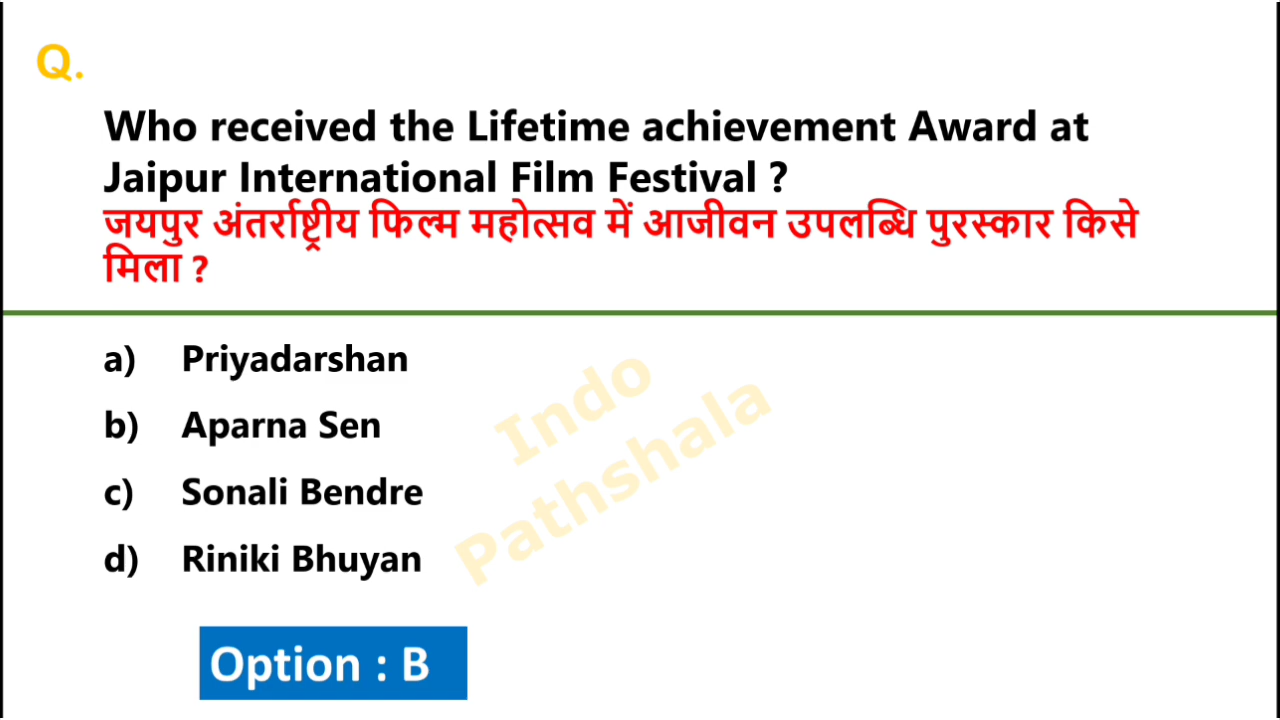 Q.
Who received the Lifetime achievement Award at
Jaipur International Film Festival ?
जयपुर अंतर्राष्ट्रीय फिल्म महोत्सव में आजीवन उपलब्धि पुरस्कार किसे
मिला ?
a) Priyadarshan
b) Aparna Sen
c) Sonali Bendre
d) Riniki Bhuyan
Indo
Pathshala
Option : B